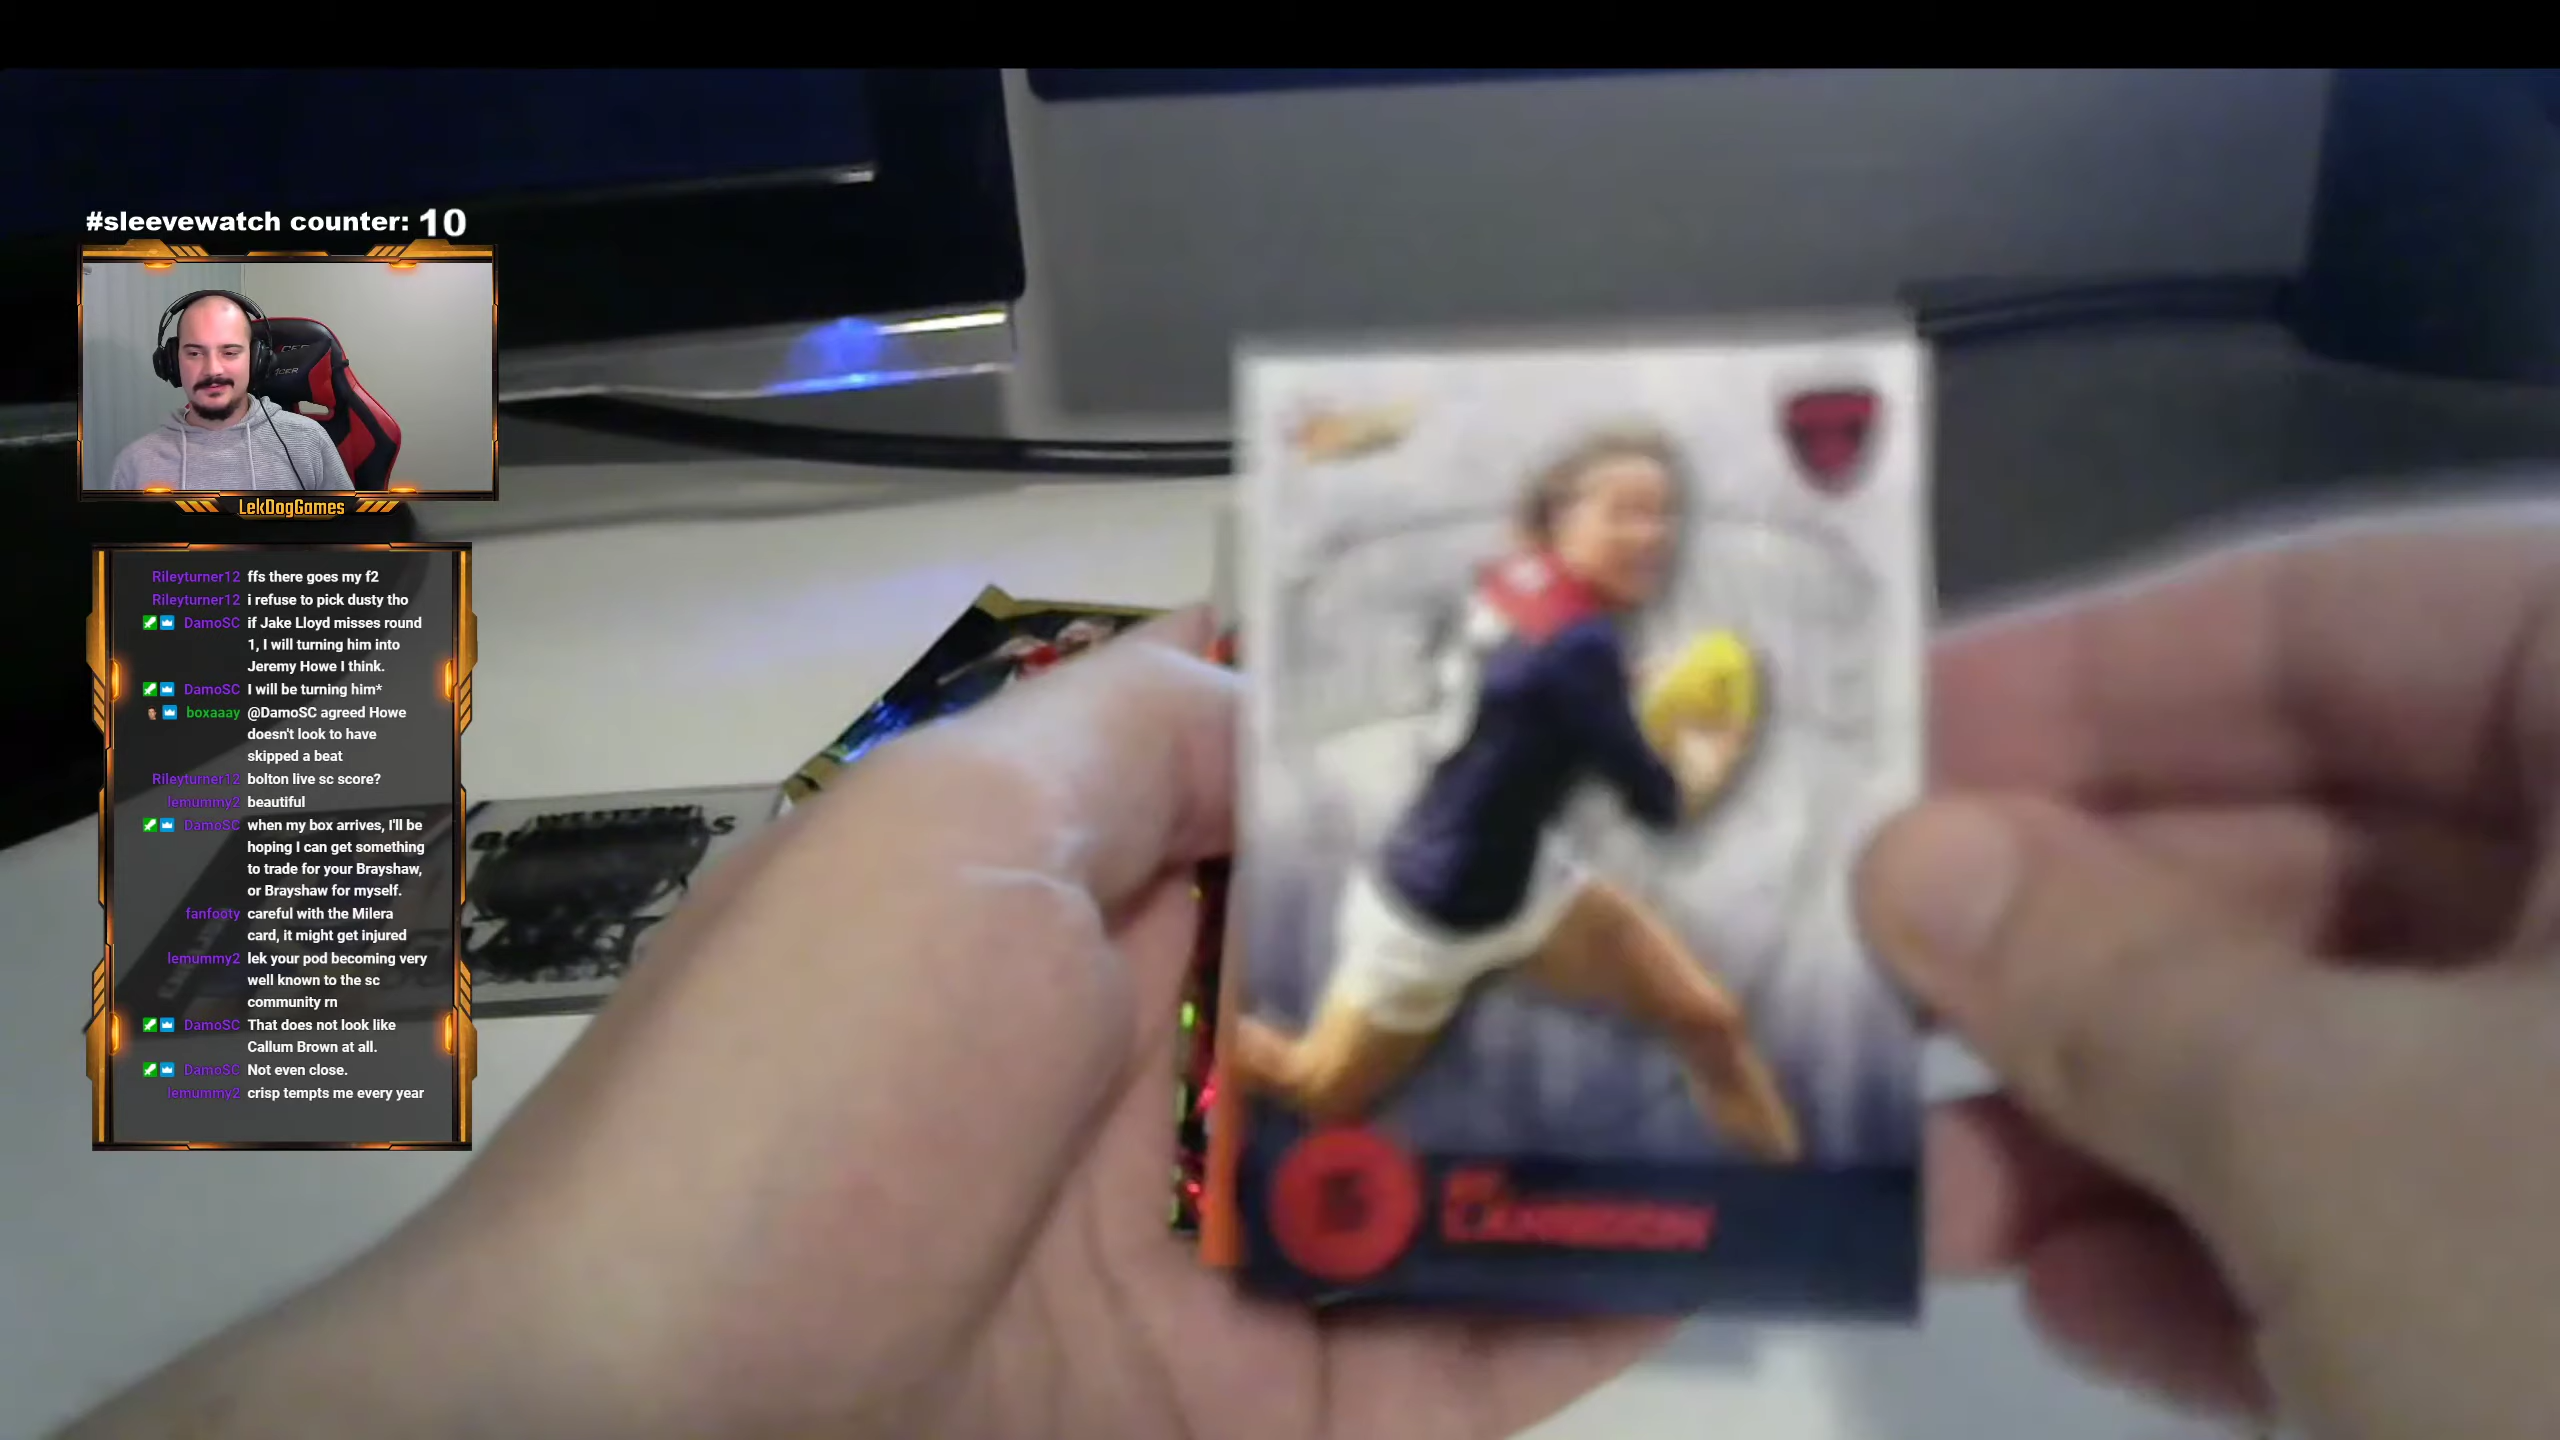 #sleevewatch counter: 10
LekDogGames
Rileyturner12 ffs there goes my f2
Rileyturner12 i refuse to pick dusty tho
DamoSC if Jake Lloyd misses round
1, I will turning him into
Jeremy Howe I think.
DamoSC I will be turning him*
boxaaay @DamoSC agreed Howe
doesn't look to have
skipped a beat
Rileyturner12 bolton live sc score?
lemummy2 beautiful
DamoSC when my box arrives, I'll be
hoping I can get something
to trade for your Brayshaw,
or Brayshaw for myself.
fanfooty careful with the Milera
card, it might get injured
lemummy2 lek your pod becoming very
well known to the sc
community rn
DamoSC That does not look like
Callum Brown at all.
DamoSC Not even close.
lemummy2 crisp tempts me every year
WESTERN